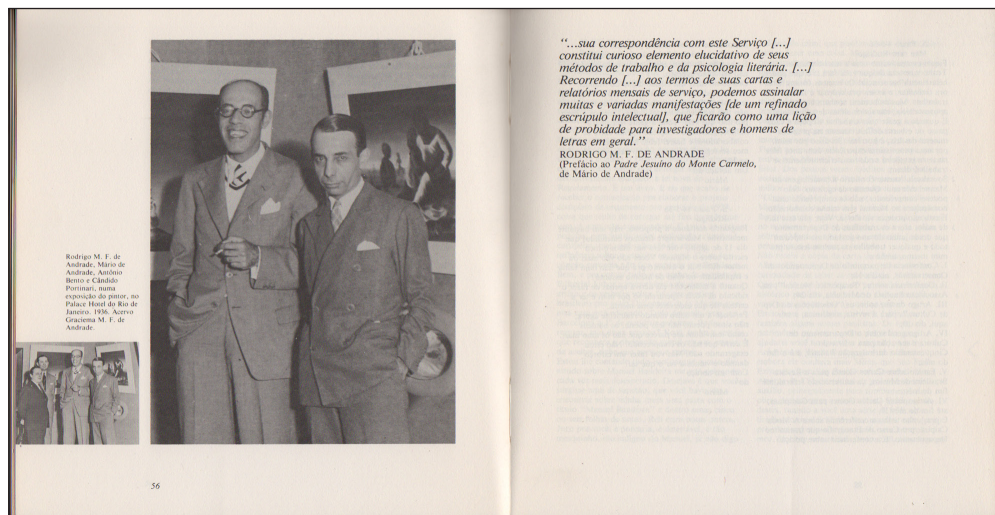 Rodrigo M. F. de
Andrade, Mário de
Andrade, Antônio
Bento e Cândido
Portinari, numa
exposição do pintor, no
Palace Hotel do Rio de
Janeiro. 1936. Acervo
Graciema M. F. de
Andrade.
56
“...sua correspondência com este Serviço [...]
constitui curioso elemento elucidativo de seus
métodos de trabalho e da psicologia literária. [...]
Recorrendo [...] aos termos de suas cartas e
relatórios mensais de serviço, podemos assinalar
muitas e variadas manifestações [de um refinado
escrúpulo intelectual], que ficarão como uma lição
de probidade para investigadores e homens de
letras em geral.”
RODRIGO M. F. DE ANDRADE
(Prefácio ao Padre Jesuíno do Monte Carmelo,
de Mário de Andrade)